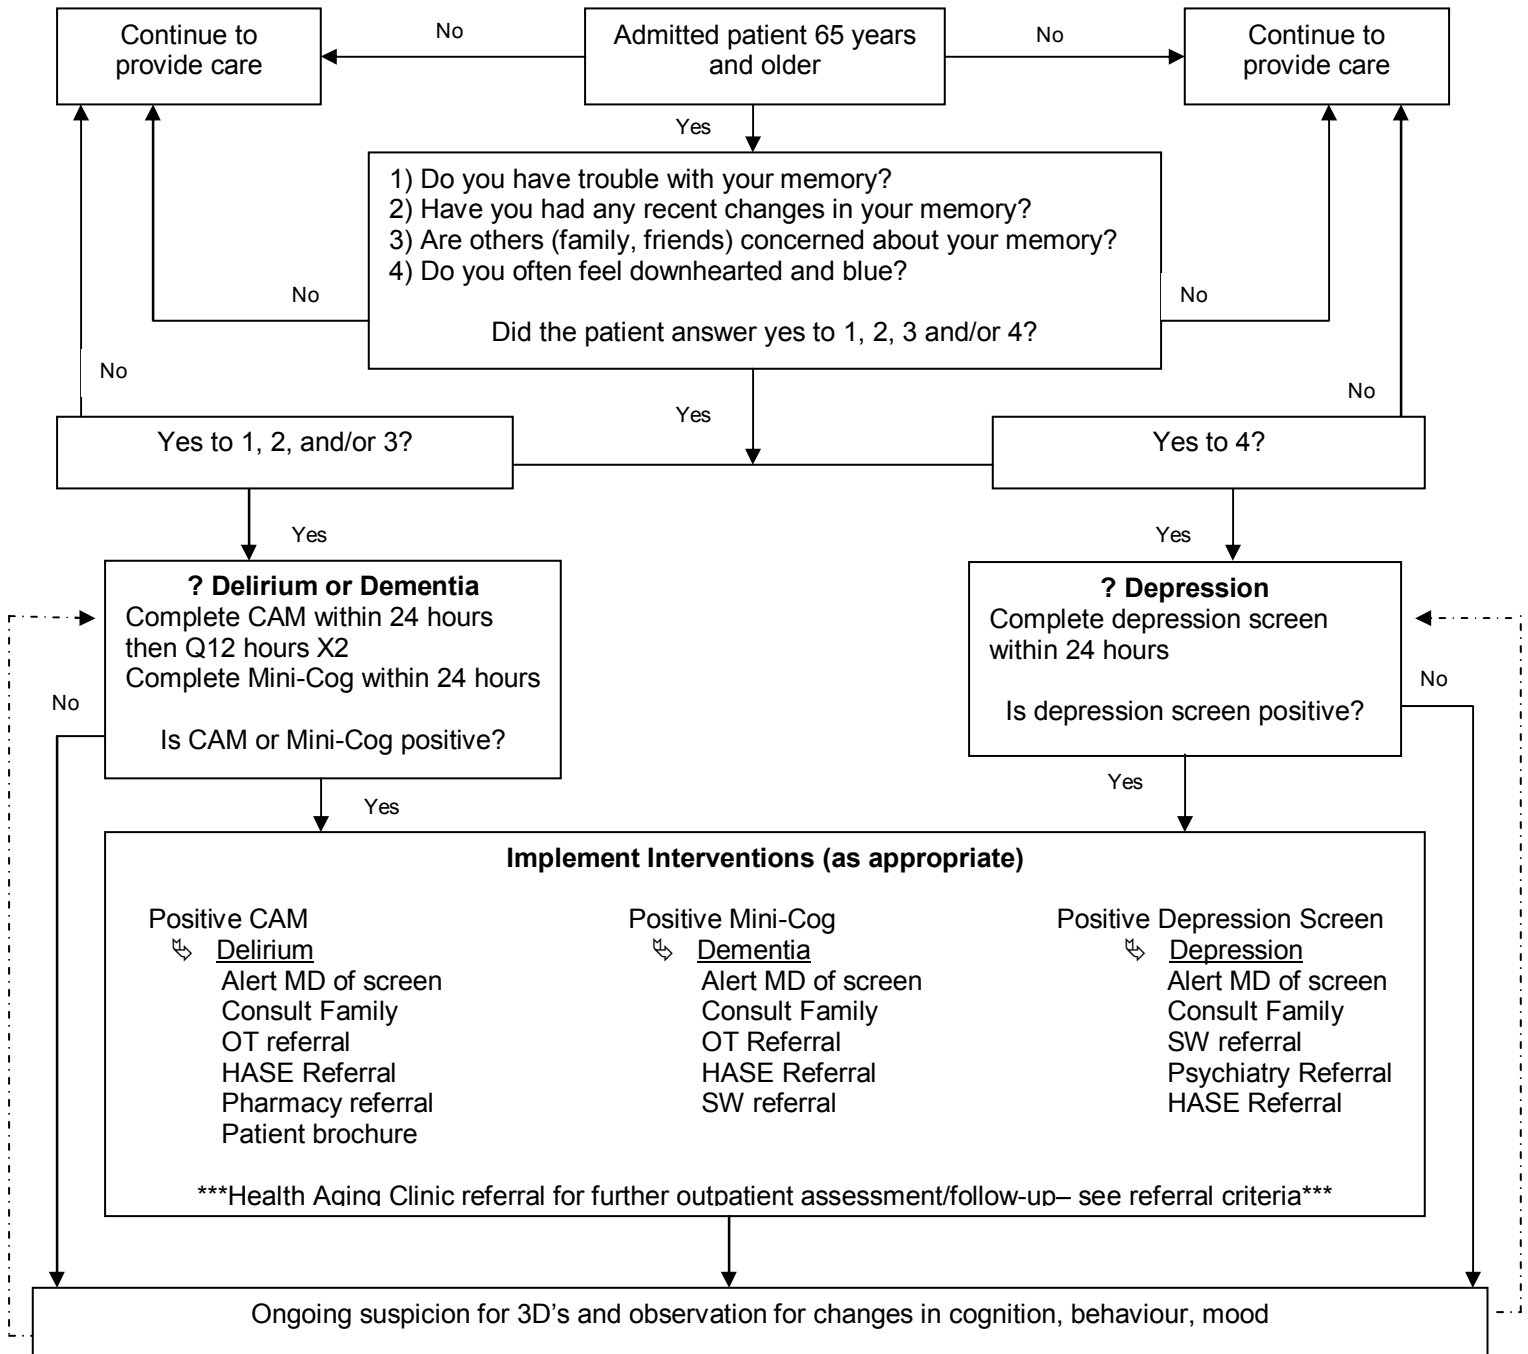 Continue to
provide care
No
Admitted patient 65 years
and older
No
Continue to
provide care
Yes
1) Do you have trouble with your memory?
2) Have you had any recent changes in your memory?
3) Are others (family, friends) concerned about your memory?
4) Do you often feel downhearted and blue?
Did the patient answer yes to 1, 2, 3 and/or 4?
No
No
No
Yes
No
Yes to 1, 2, and/or 3?
Yes to 4?
Yes
Yes
? Delirium or Dementia
Complete CAM within 24 hours
then Q12 hours X2
Complete Mini-Cog within 24 hours
Is CAM or Mini-Cog positive?
No
? Depression
Complete depression screen
within 24 hours
Is depression screen positive?
No
Yes
Yes
Implement Interventions (as appropriate)
Positive CAM
Delirium
Alert MD of screen
Consult Family
OT referral
HASE Referral
Pharmacy referral
Patient brochure
Positive Mini-Cog
Dementia
Alert MD of screen
Consult Family
OT Referral
HASE Referral
SW referral
Positive Depression Screen
Depression
Alert MD of screen
Consult Family
SW referral
Psychiatry Referral
HASE Referral
***Health Aging Clinic referral for further outpatient assessment/follow-up– see referral criteria***
Ongoing suspicion for 3D's and observation for changes in cognition, behaviour, mood